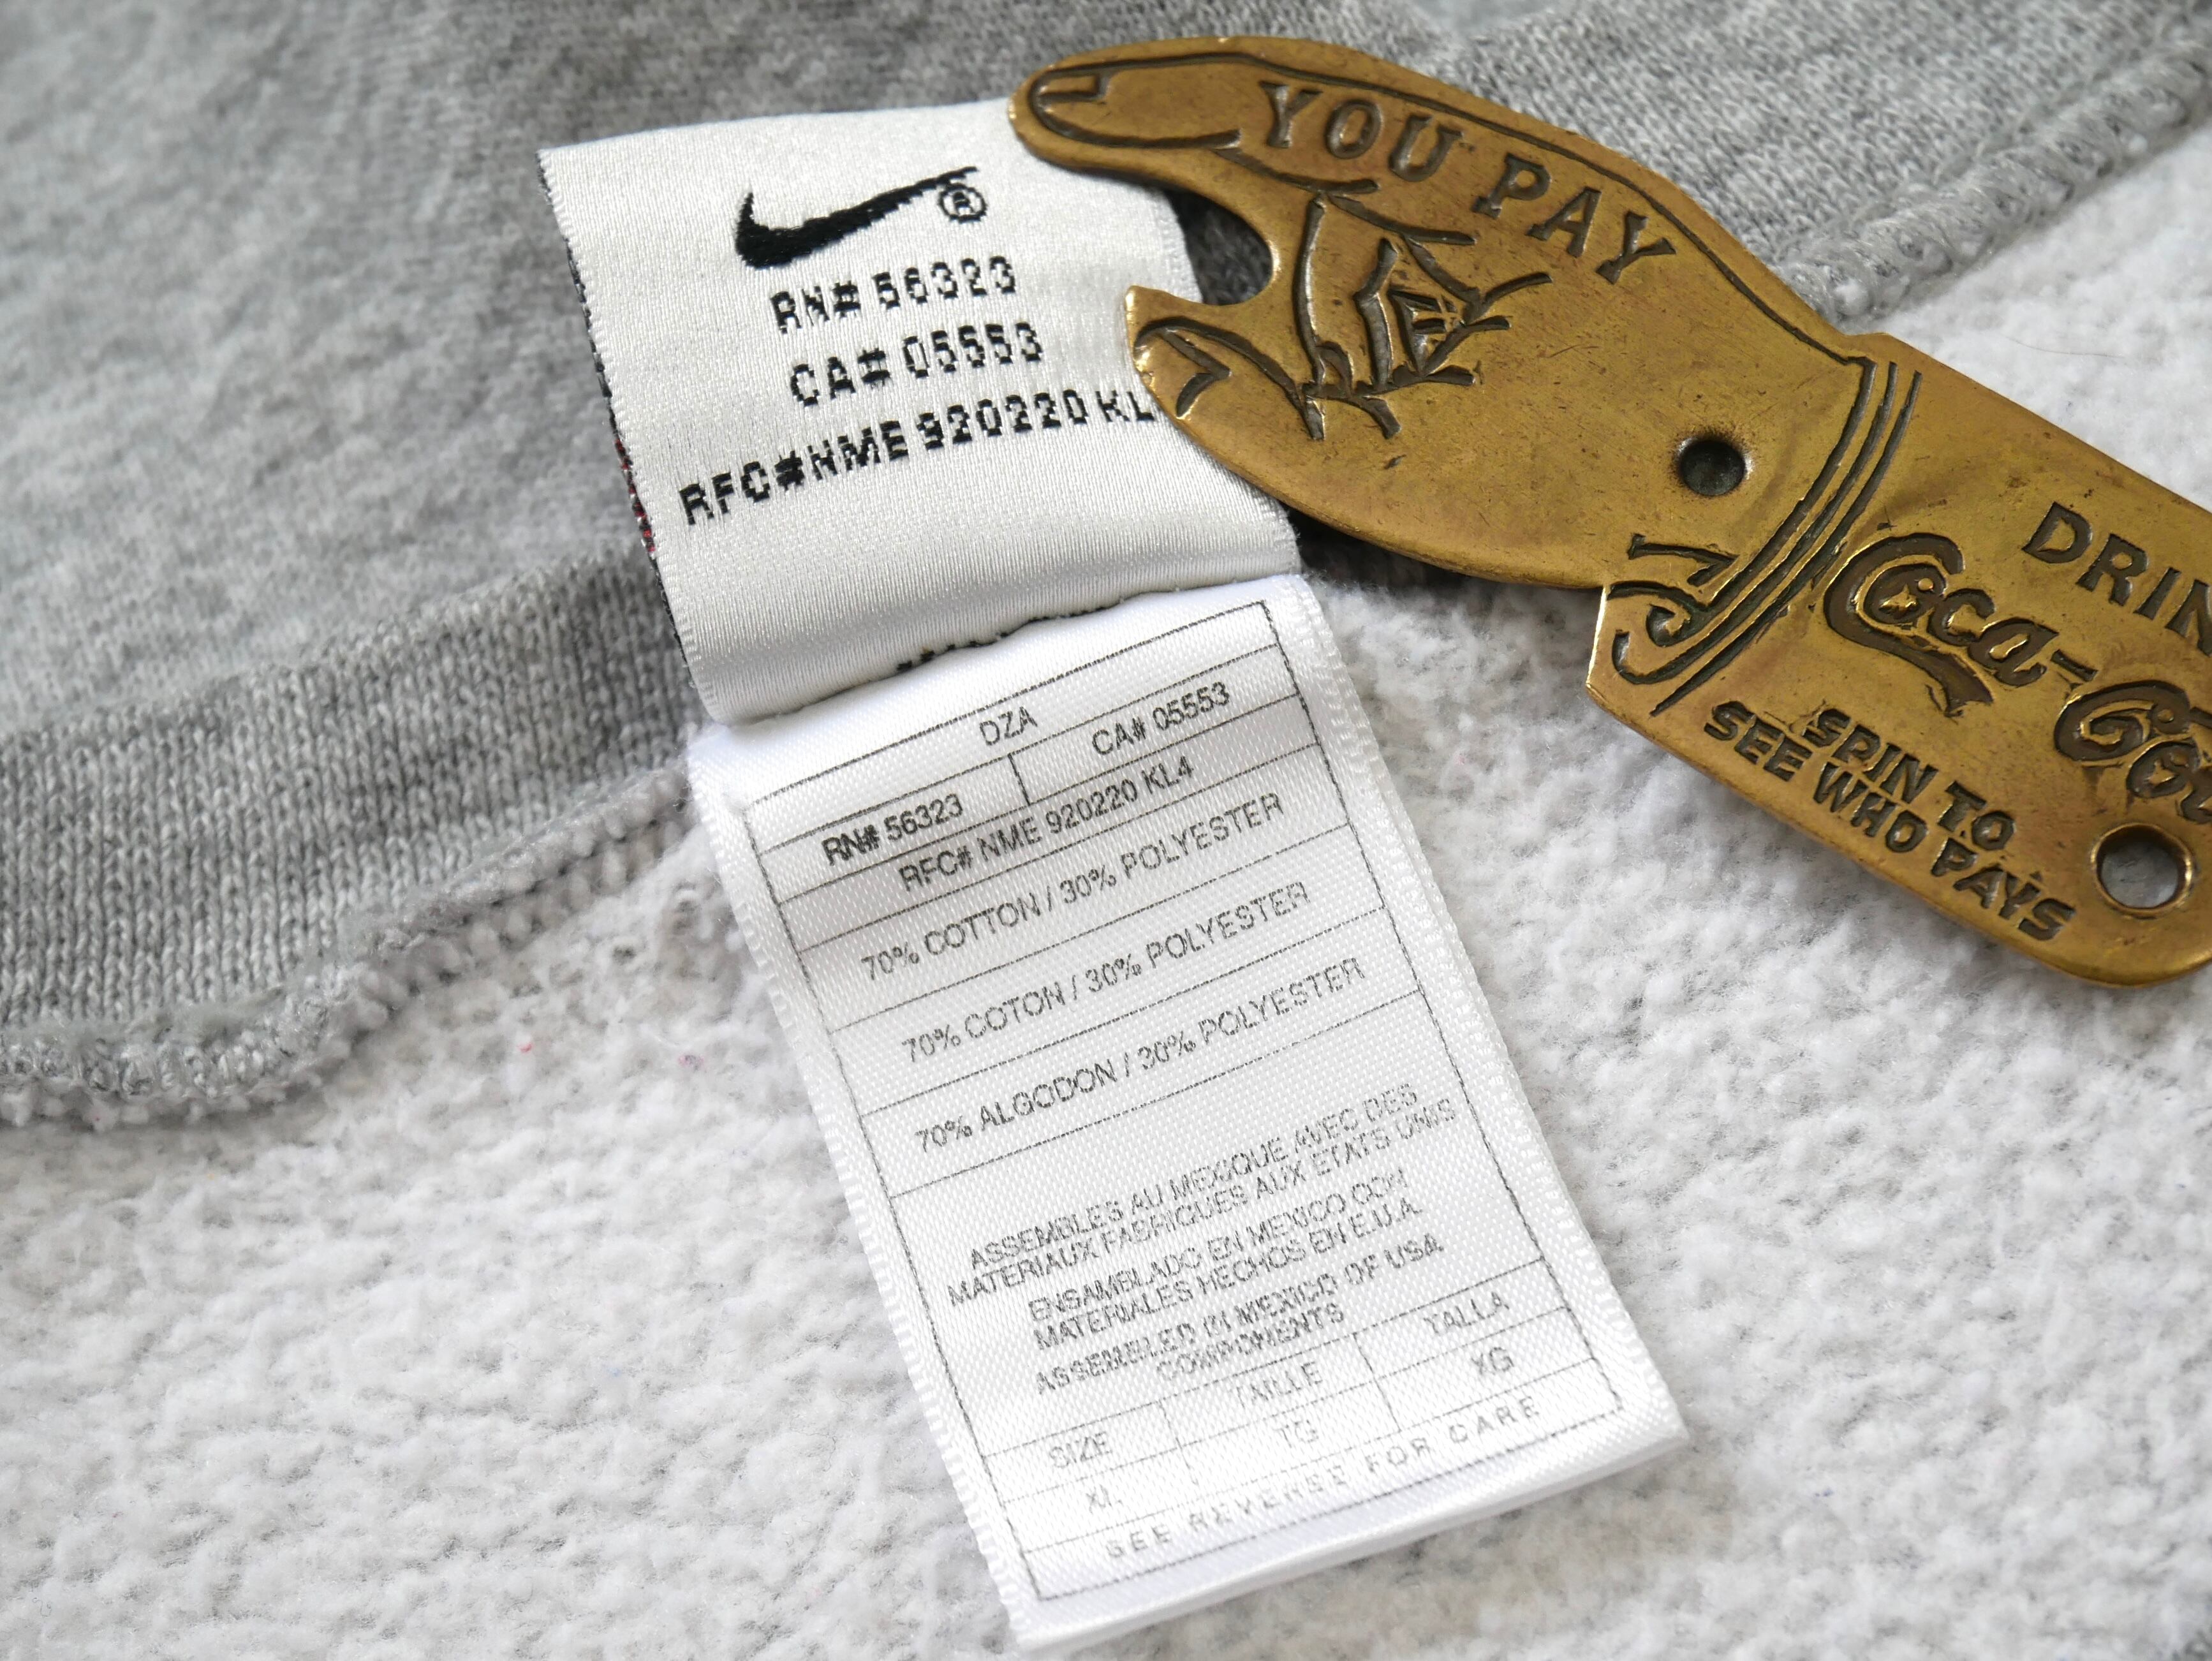 ®
RN# 56323
CA# 05553
RFC#NME 920220 KL
DZA
RN# 56323 CA# 05553
RFC# NME 920220 KL4
70% COTTON / 30% POLYESTER
70% COTON / 30% POLYESTER
70% ALGODON / 30% POLYESTER
ASSEMBLES AU MEXIQUE AVEC DES
MATERIAUX FABRIQUES AUX ETATS UNIS
ENSAMBLADO EN MEXICO CON
MATERIALES HECHOS EN E.U.A.
ASSEMBLED IN MEXICO OF USA
COMPONENTS
SIZE TAILLE TALLA
XL TG XG
SEE REVERSE FOR CARE
YOU PAY
DRIN
Coca-Co
SPIN TO
SEE WHO PAYS